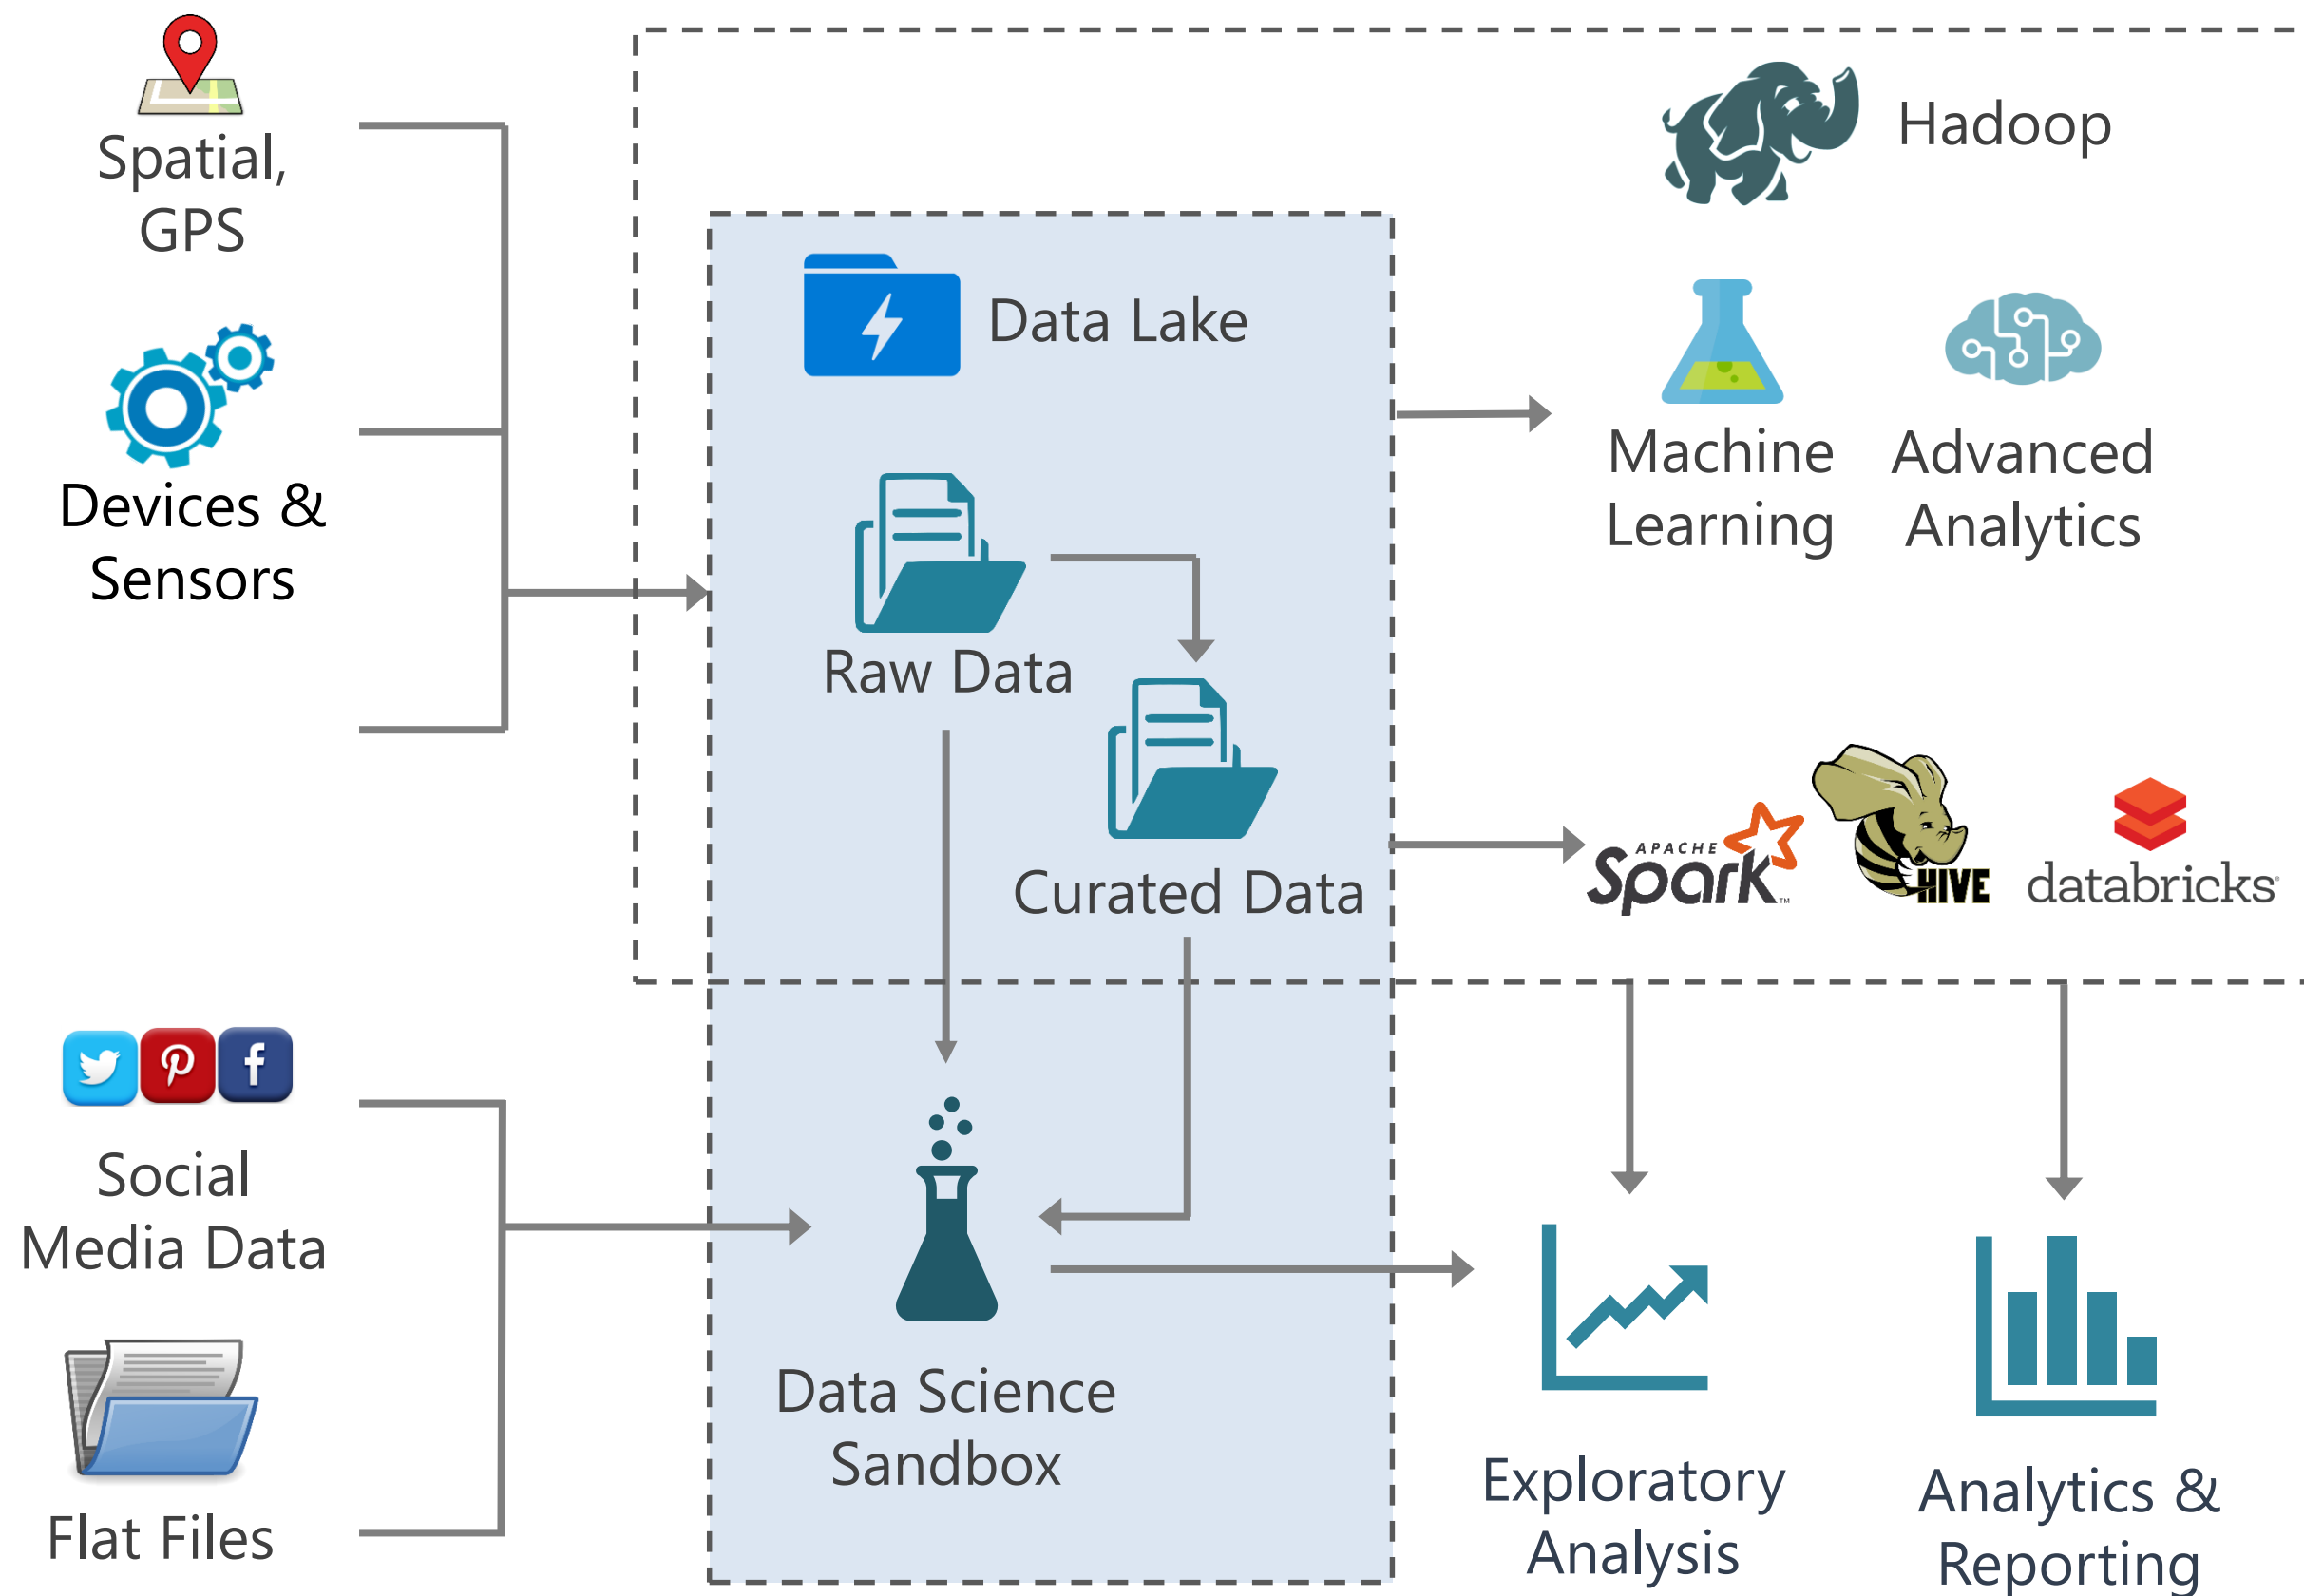 Spatial,
GPS
Devices &
Sensors
Social
Media Data
Flat Files
Data Lake
Raw Data
Curated Data
Data Science
Sandbox
Hadoop
Machine
Learning
Advanced
Analytics
APACHE
Spark™
HIVE
databricks
Exploratory
Analysis
Analytics &
Reporting